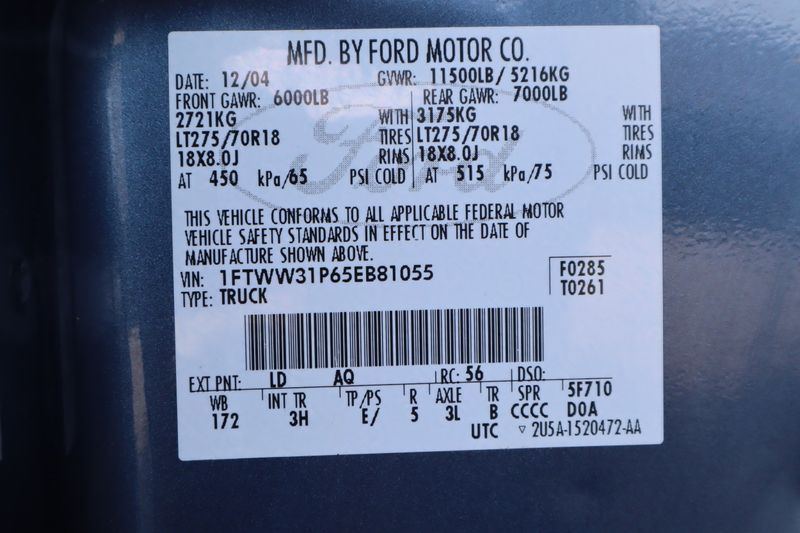 MFD. BY FORD MOTOR CO.
DATE: 12/04 GVWR: 11500LB/ 5216KG
FRONT GAWR: 6000LB REAR GAWR: 7000LB
2721KG WITH 3175KG WITH
LT275/70R18 TIRES LT275/70R18 TIRES
18X8.0J RIMS 18X8.0J RIMS
AT 450 kPa/65 PSI COLD AT 515 kPa/75 PSI COLD
Ford
THIS VEHICLE CONFORMS TO ALL APPLICABLE FEDERAL MOTOR
VEHICLE SAFETY STANDARDS IN EFFECT ON THE DATE OF
MANUFACTURE SHOWN ABOVE.
VIN: 1FTWW31P65EB81055 F0285
TYPE: TRUCK T0261
EXT PNT: LD AQ RC: 56 DSO:
WB INT TR TP/PS R AXLE TR SPR 5F710
172 3H E/ 5 3L B CCCC DOA
UTC ▽ 2U5A-1520472-AA